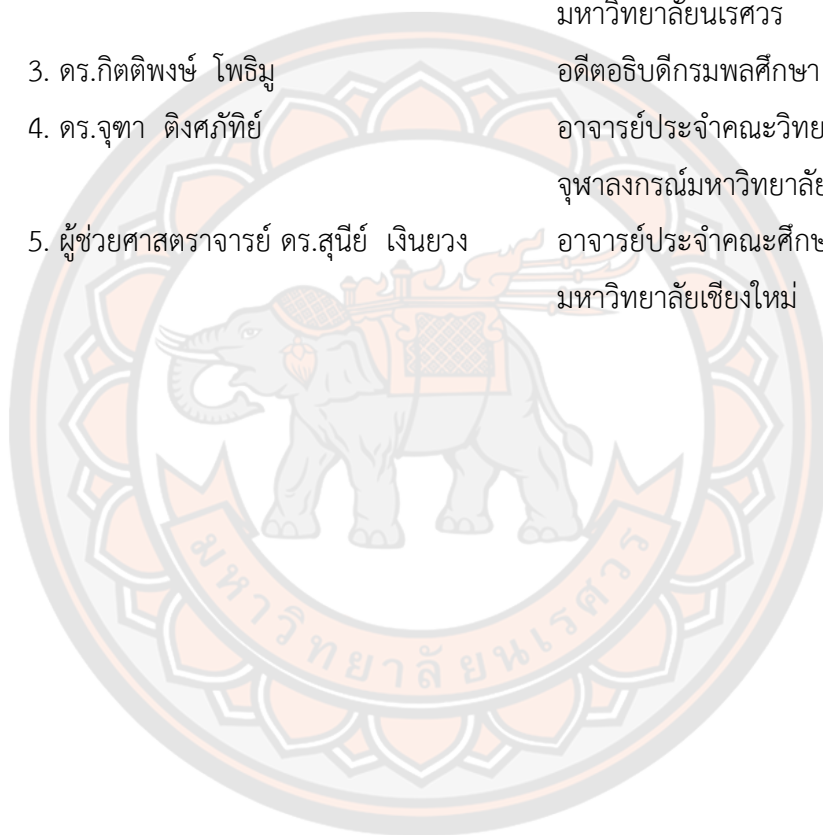 มหาวิทยาลัยนเรศวร
3. ดร.กิตติพงษ์ โพธิมู อดีตอธิบดีกรมพลศึกษา
4. ดร.จุฑา ติงศภัทิย์ อาจารย์ประจำคณะวิทย
จุฬาลงกรณ์มหาวิทยาลัย
5. ผู้ช่วยศาสตราจารย์ ดร.สุนีย์ เงินยวง อาจารย์ประจำคณะศึกษ
มหาวิทยาลัยเชียงใหม่
มหาวิทยาลัยนเรศวร